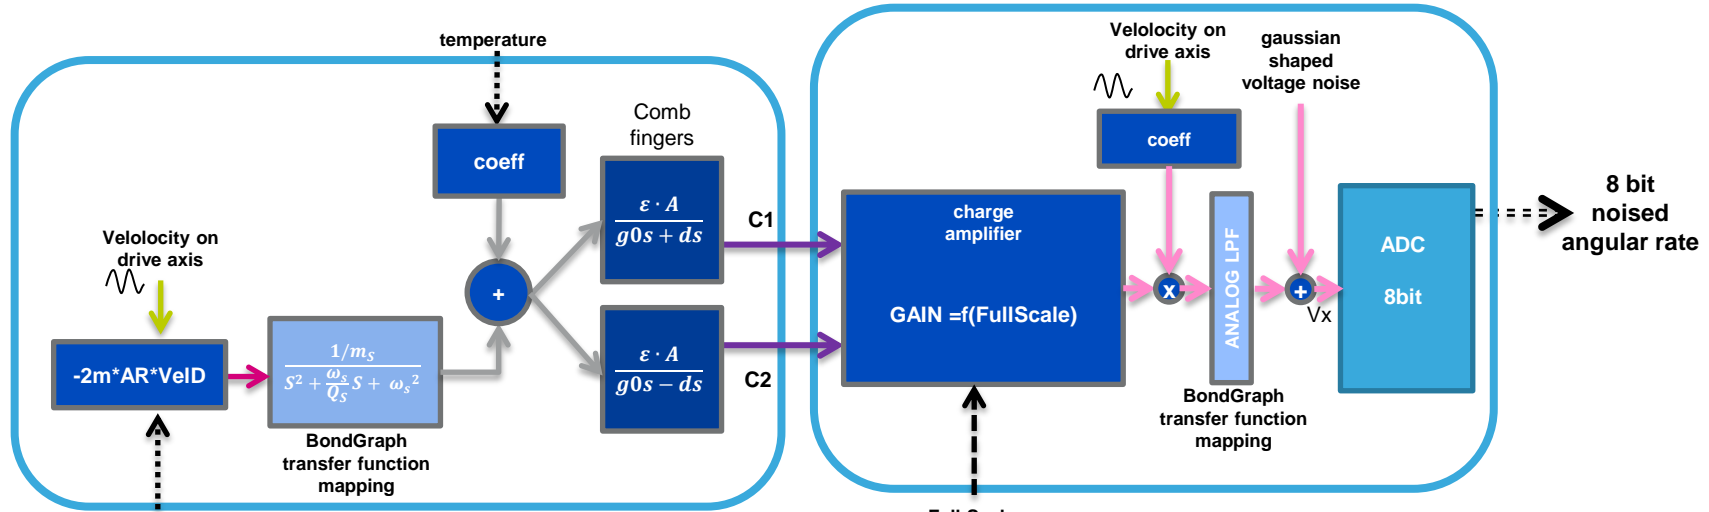 temperature
coeff
Comb
fingers
Velolocity on
drive axis
-2m*AR*VelD
1/m_S
S² + ω_s/Q_S S + ω_s²
BondGraph
transfer function
mapping
+
ε · A
g0s + ds
ε · A
g0s − ds
C1
C2
Velolocity on
drive axis
coeff
gaussian
shaped
voltage noise
charge
amplifier
GAIN =f(FullScale)
x
ANALOG LPF
BondGraph
transfer function
mapping
+
Vx
ADC
8bit
8 bit
noised
angular rate